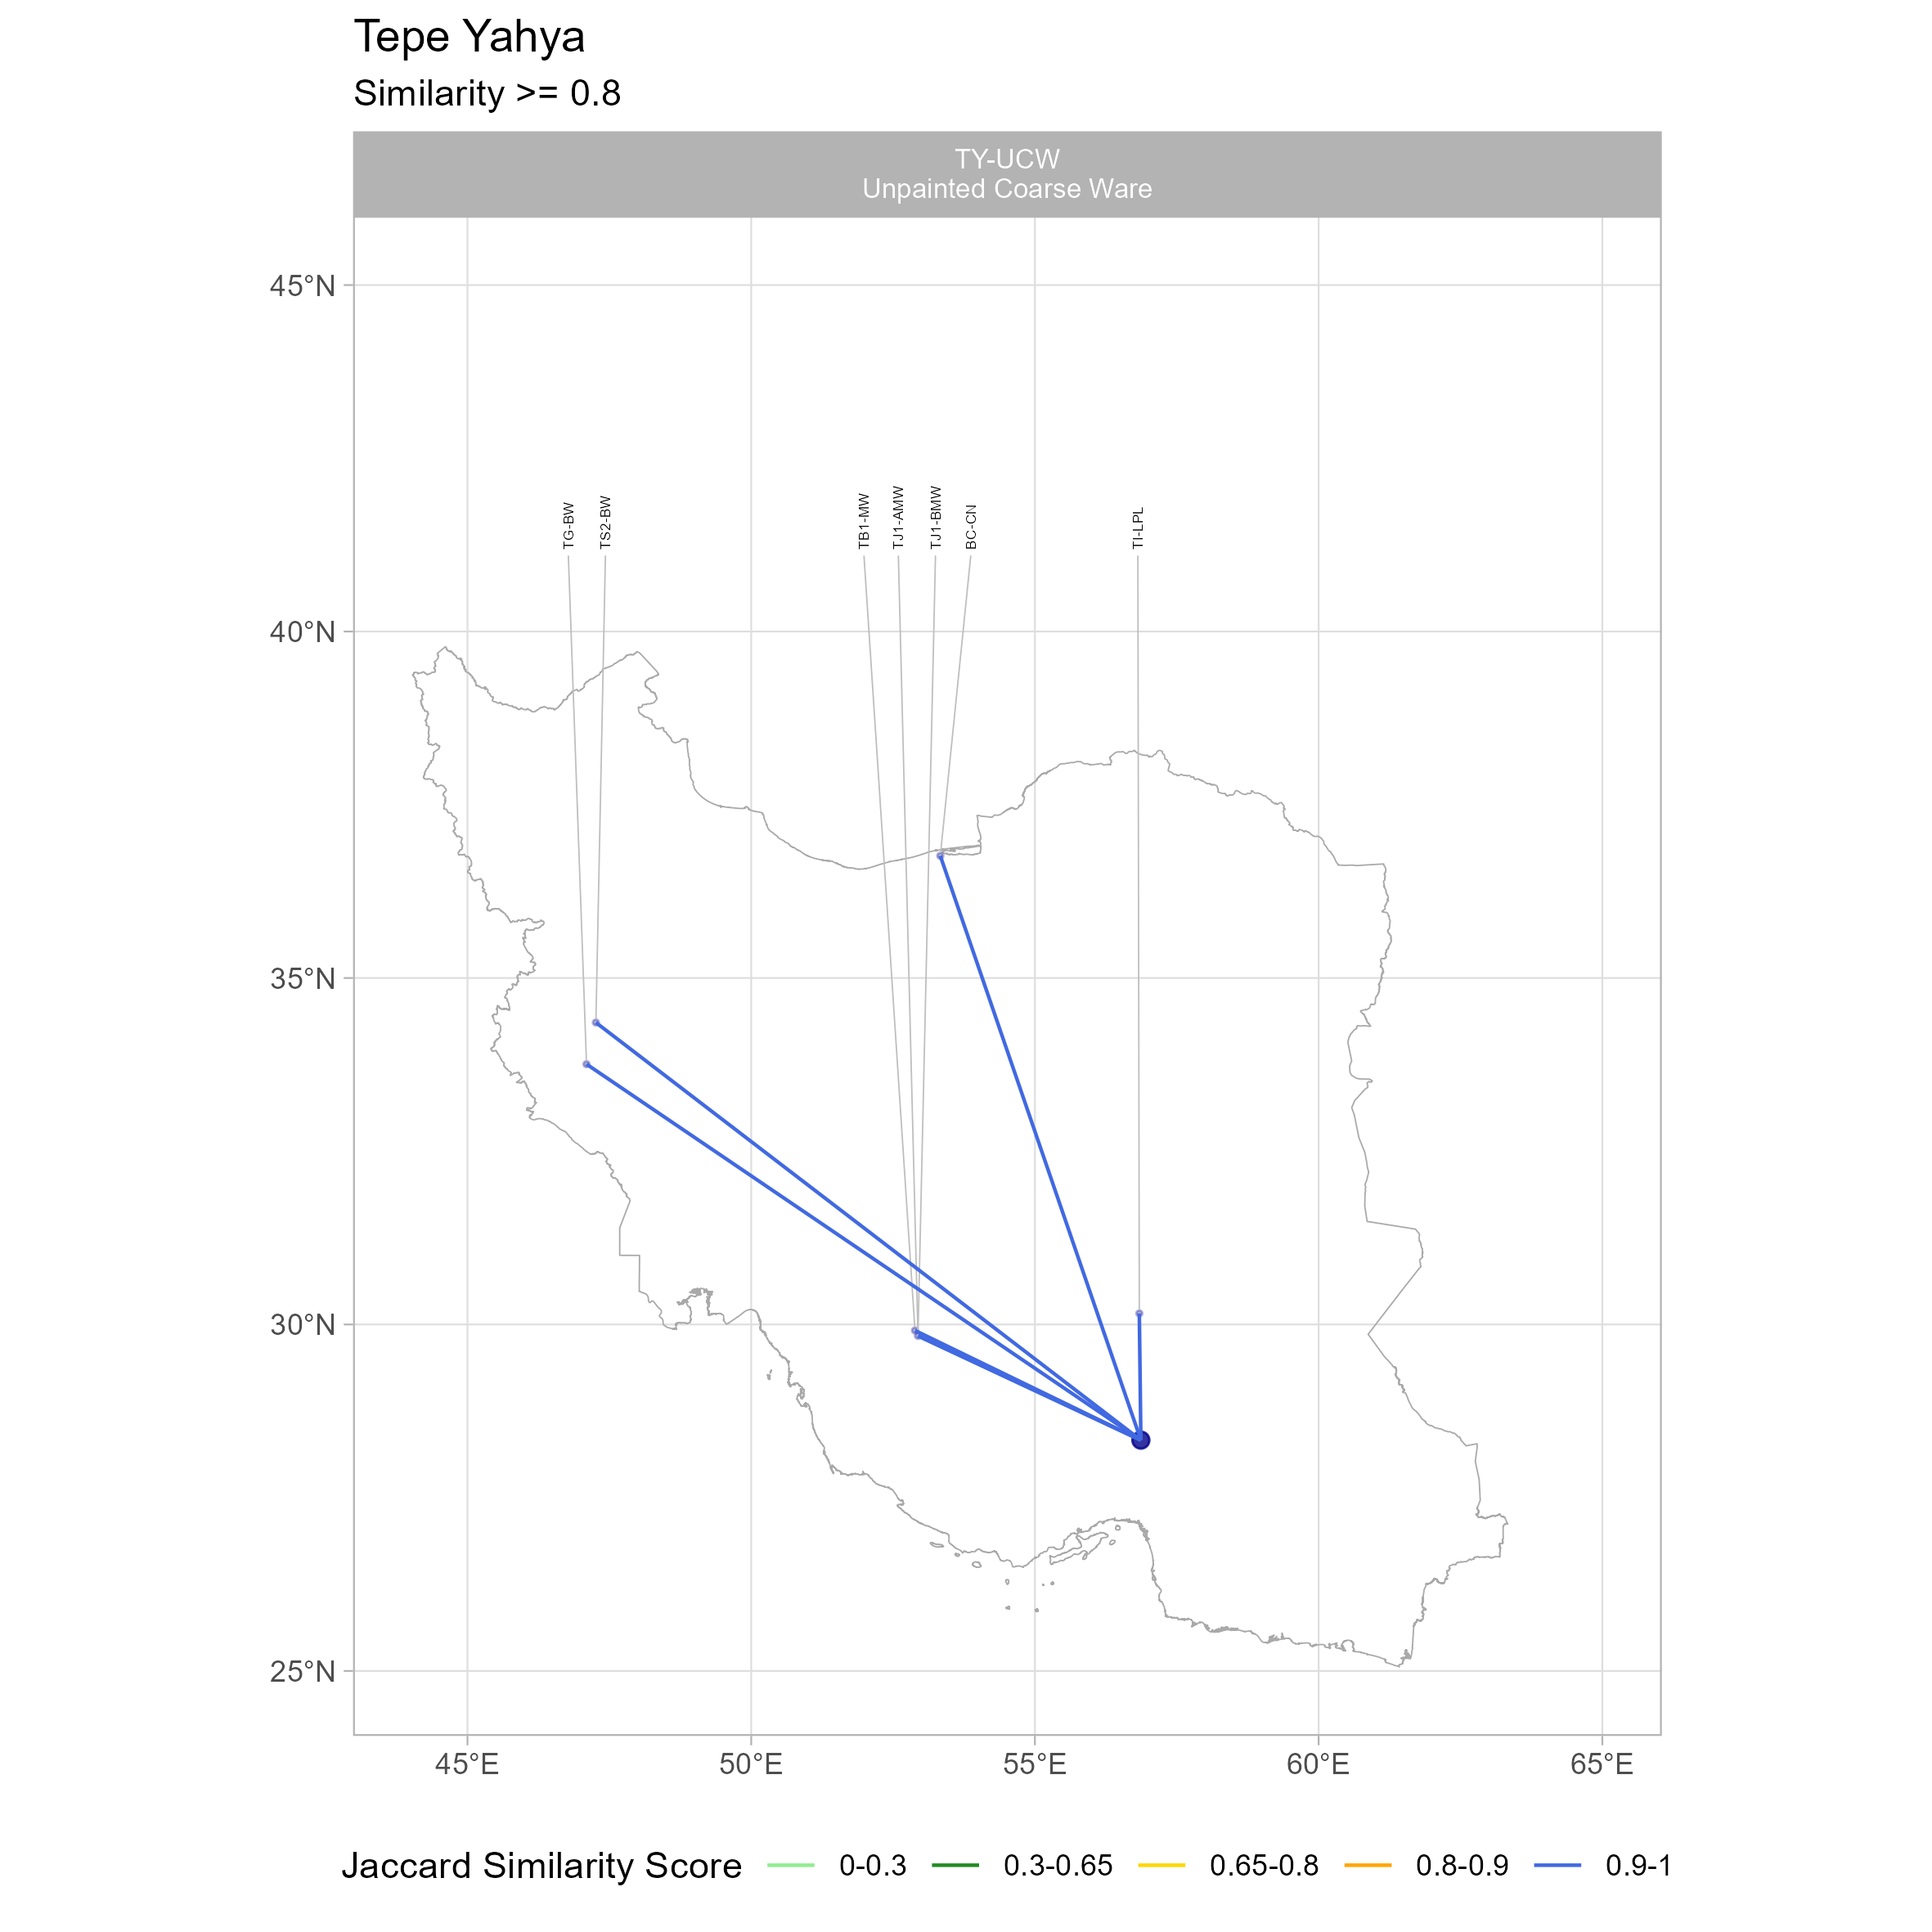 Tepe Yahya
Similarity >= 0.8
TY-UCW
Unpainted Coarse Ware
45°N
40°N
35°N
30°N
25°N
TG-BW
TS2-BW
TB1-MW
TJ1-AMW
TJ1-BMW
BC-CN
TI-LPL
45°E 50°E 55°E 60°E 65°E
Jaccard Similarity Score 0-0.3 0.3-0.65 0.65-0.8 0.8-0.9 0.9-1